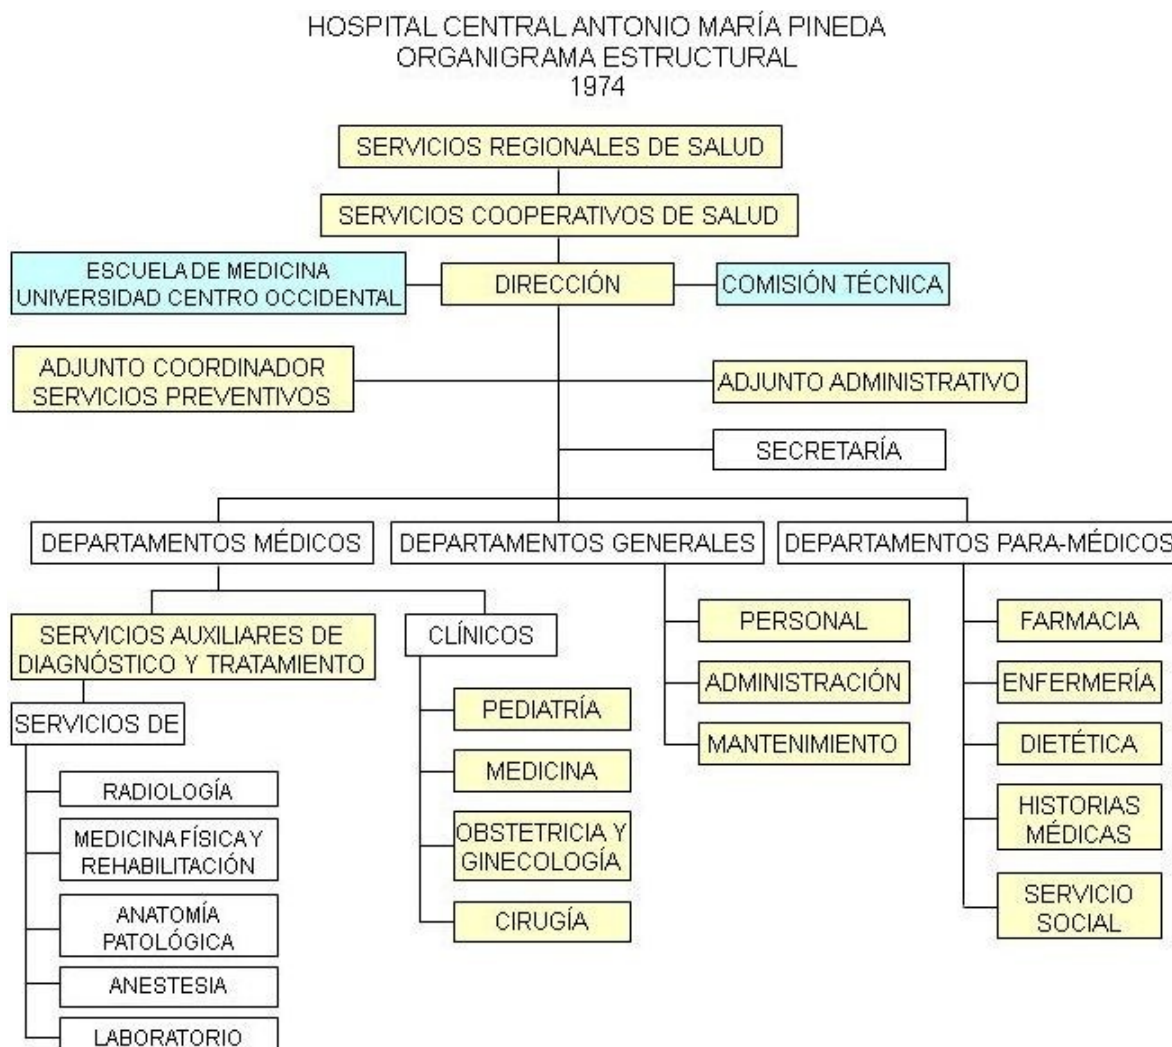 HOSPITAL CENTRAL ANTONIO MARÍA PINEDA
ORGANIGRAMA ESTRUCTURAL
1974
SERVICIOS REGIONALES DE SALUD
SERVICIOS COOPERATIVOS DE SALUD
ESCUELA DE MEDICINA
UNIVERSIDAD CENTRO OCCIDENTAL
DIRECCIÓN
COMISIÓN TÉCNICA
ADJUNTO COORDINADOR
SERVICIOS PREVENTIVOS
ADJUNTO ADMINISTRATIVO
SECRETARÍA
DEPARTAMENTOS MÉDICOS
DEPARTAMENTOS GENERALES
DEPARTAMENTOS PARA-MÉDICOS
SERVICIOS AUXILIARES DE
DIAGNÓSTICO Y TRATAMIENTO
SERVICIOS DE
RADIOLOGÍA
MEDICINA FÍSICA Y
REHABILITACIÓN
ANATOMÍA
PATOLÓGICA
ANESTESIA
LABORATORIO
CLÍNICOS
PEDIATRÍA
MEDICINA
OBSTETRICIA Y
GINECOLOGÍA
CIRUGÍA
PERSONAL
ADMINISTRACIÓN
MANTENIMIENTO
FARMACIA
ENFERMERÍA
DIETÉTICA
HISTORIAS
MÉDICAS
SERVICIO
SOCIAL